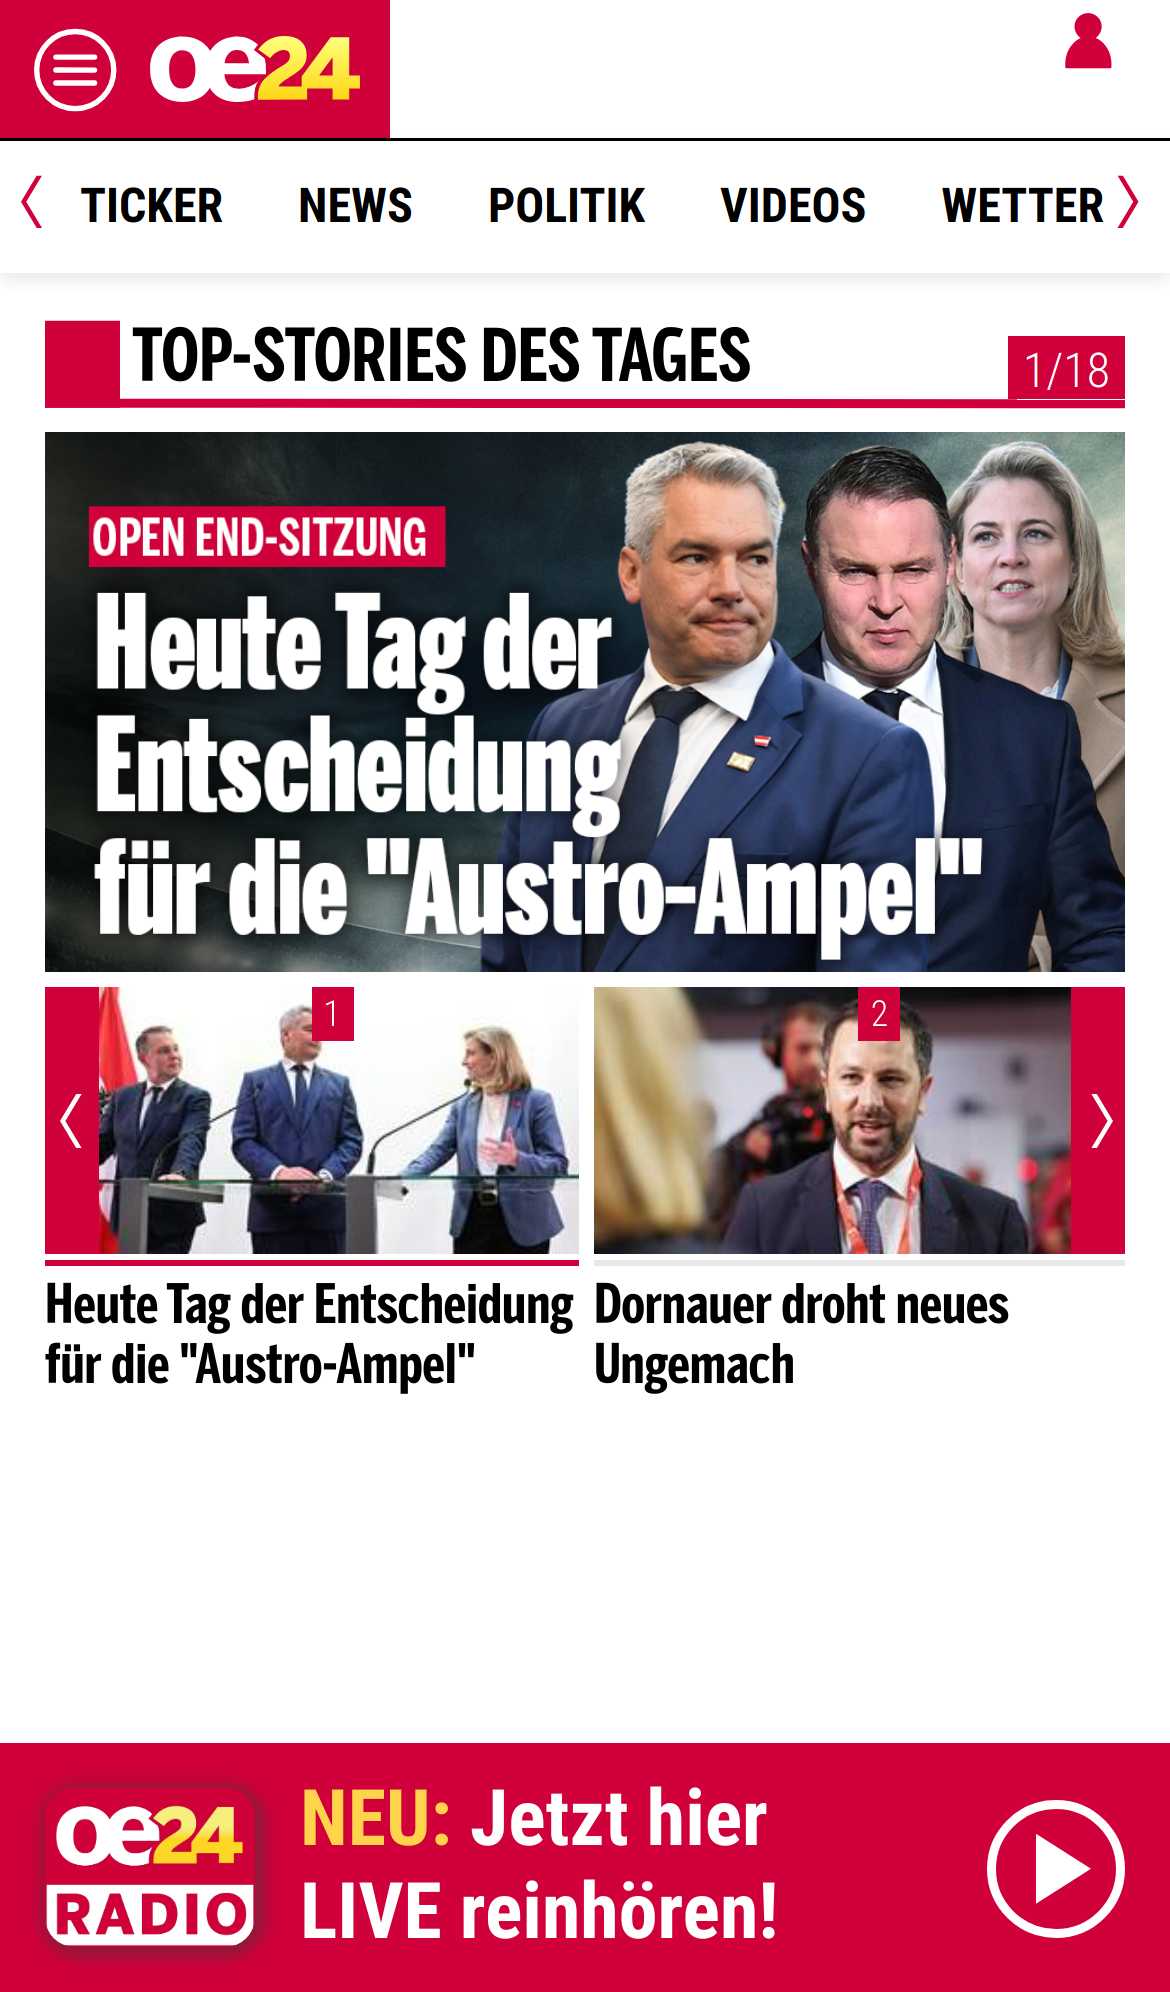 oe24
TICKER NEWS POLITIK VIDEOS WETTER
TOP-STORIES DES TAGES
1/18
OPEN END-SITZUNG
Heute Tag der
Entscheidung
für die "Austro-Ampel"
1
2
Heute Tag der Entscheidung
für die "Austro-Ampel"
Dornauer droht neues
Ungemach
oe24
RADIO
NEU: Jetzt hier
LIVE reinhören!